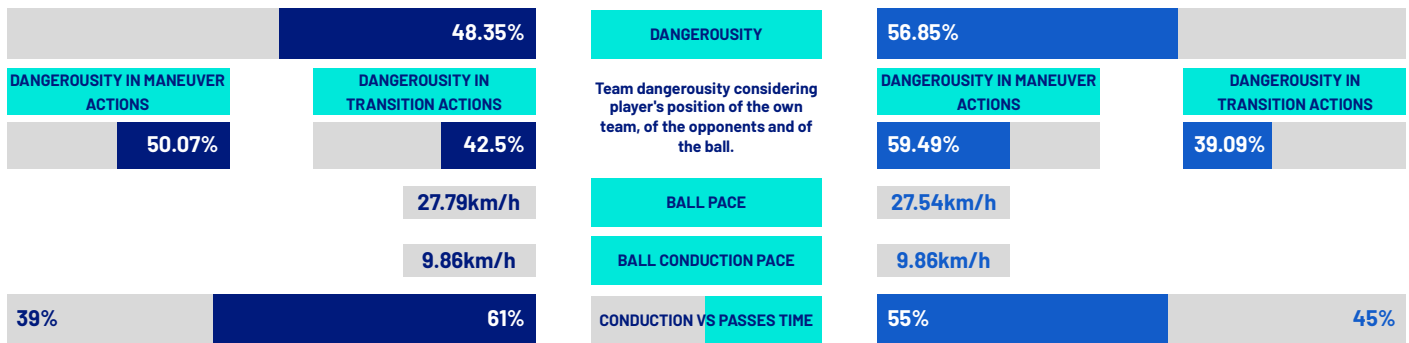 48.35%
DANGEROUSITY
56.85%
DANGEROUSITY IN MANEUVER
ACTIONS
DANGEROUSITY IN
TRANSITION ACTIONS
Team dangerousity considering
player's position of the own
team, of the opponents and of
the ball.
DANGEROUSITY IN MANEUVER
ACTIONS
DANGEROUSITY IN
TRANSITION ACTIONS
50.07%
42.5%
59.49%
39.09%
27.79km/h
BALL PACE
27.54km/h
9.86km/h
BALL CONDUCTION PACE
9.86km/h
39%
61%
CONDUCTION VS PASSES TIME
55%
45%